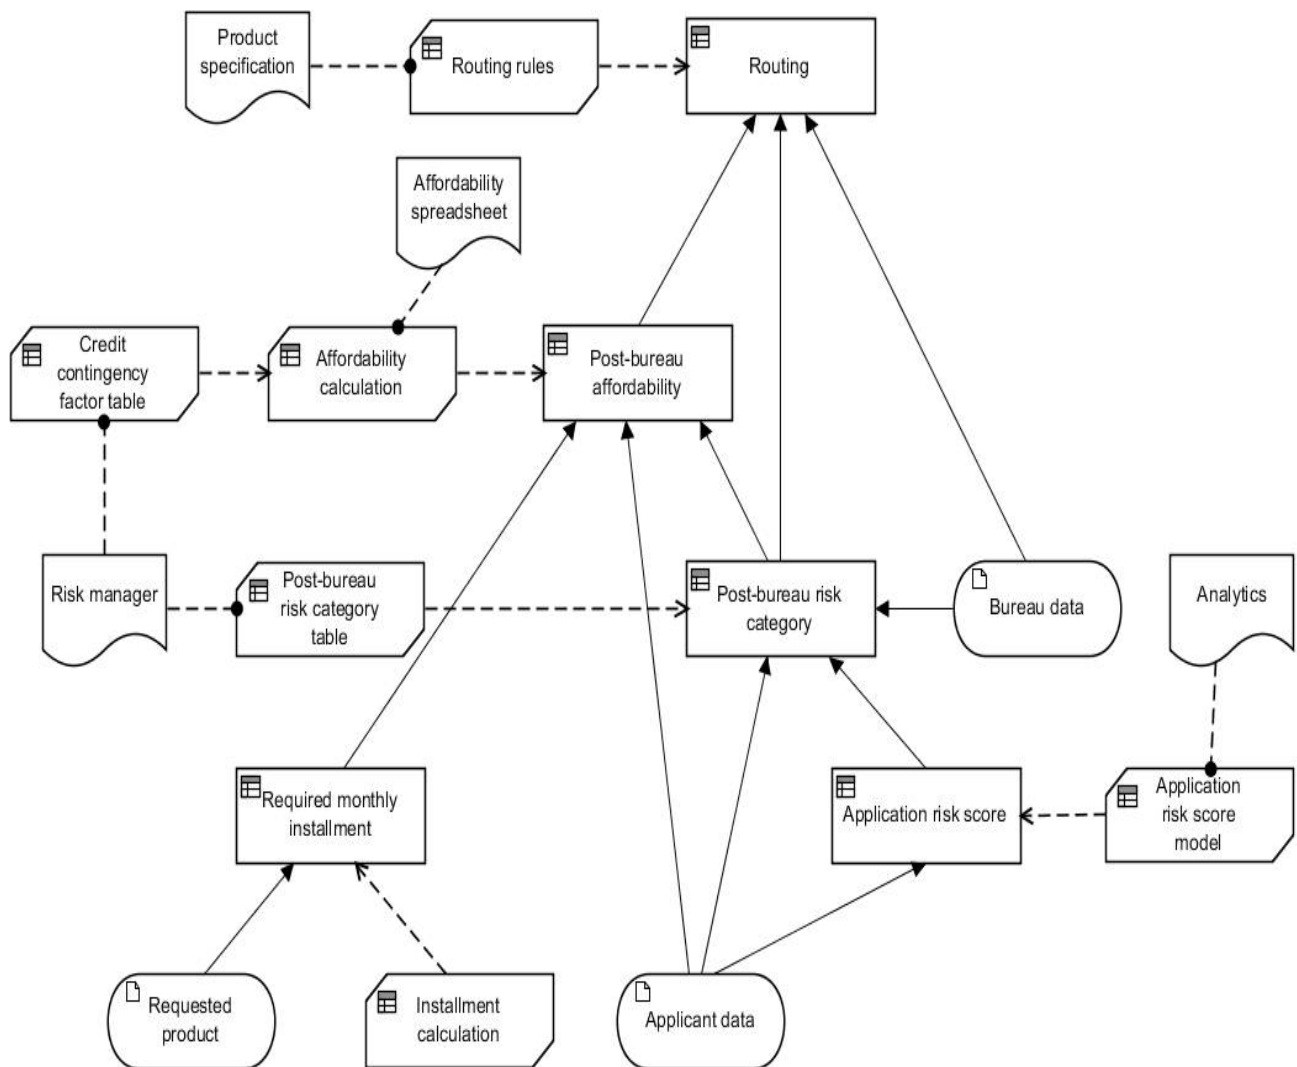 Product
specification
Routing rules
Routing
Affordability
spreadsheet
Credit
contingency
factor table
Affordability
calculation
Post-bureau
affordability
Risk manager
Post-bureau
risk category
table
Post-bureau risk
category
Bureau data
Analytics
Required monthly
installment
Application risk score
Application
risk score
model
Requested
product
Installment
calculation
Applicant data